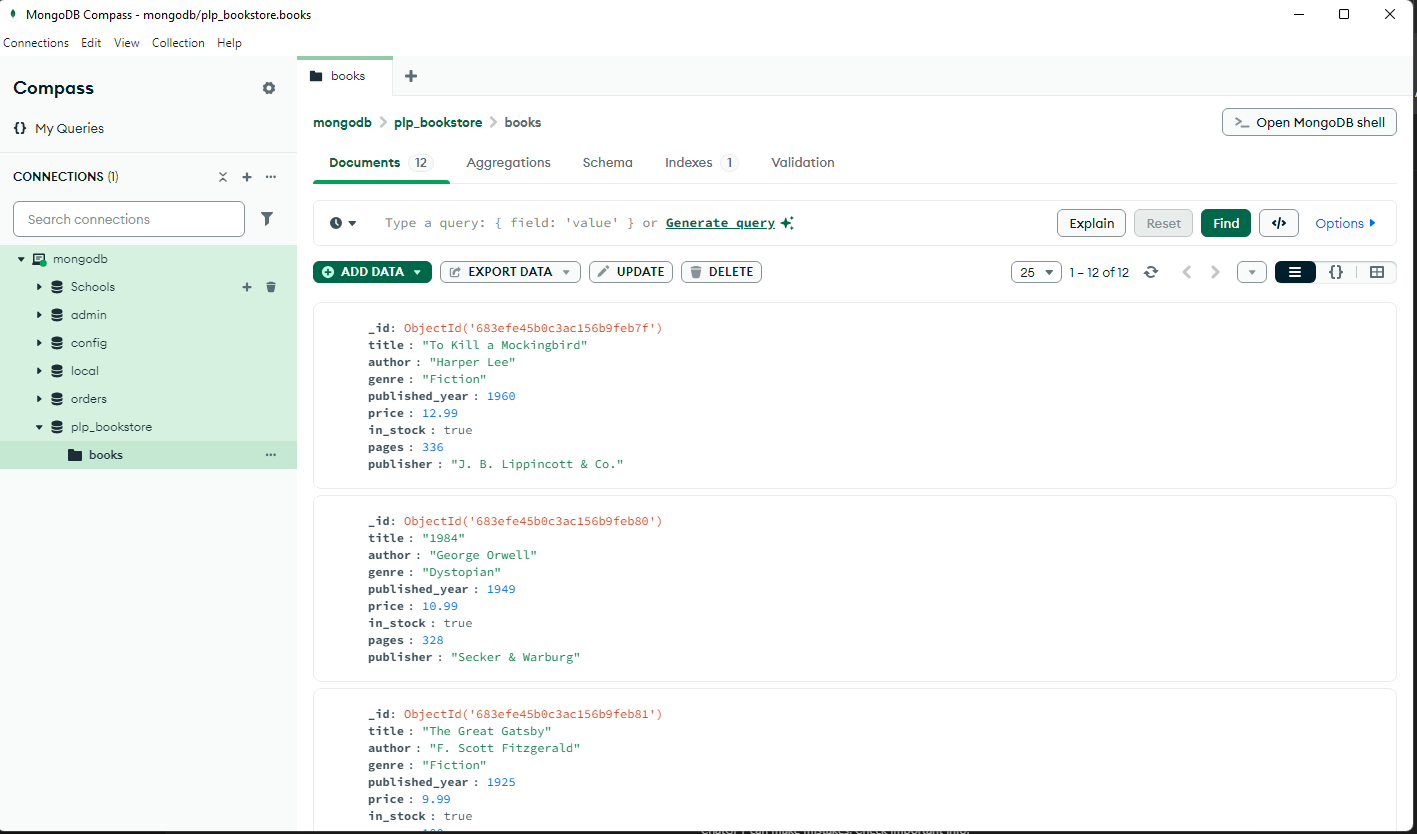 MongoDB Compass - mongodb/plp_bookstore.books
Connections Edit View Collection Help
Compass
My Queries
CONNECTIONS (1)
Search connections
mongodb
Schools
admin
config
local
orders
plp_bookstore
books
books
mongodb > plp_bookstore > books
>_ Open MongoDB shell
Documents 12 Aggregations Schema Indexes 1 Validation
Type a query: { field: 'value' } or Generate query
Explain Reset Find </> Options
ADD DATA EXPORT DATA UPDATE DELETE
25 1 – 12 of 12 {}
_id: ObjectId('683efe45b0c3ac156b9feb7f')
title : "To Kill a Mockingbird"
author : "Harper Lee"
genre : "Fiction"
published_year : 1960
price : 12.99
in_stock : true
pages : 336
publisher : "J. B. Lippincott & Co."
_id: ObjectId('683efe45b0c3ac156b9feb80')
title : "1984"
author : "George Orwell"
genre : "Dystopian"
published_year : 1949
price : 10.99
in_stock : true
pages : 328
publisher : "Secker & Warburg"
_id: ObjectId('683efe45b0c3ac156b9feb81')
title : "The Great Gatsby"
author : "F. Scott Fitzgerald"
genre : "Fiction"
published_year : 1925
price : 9.99
in_stock : true